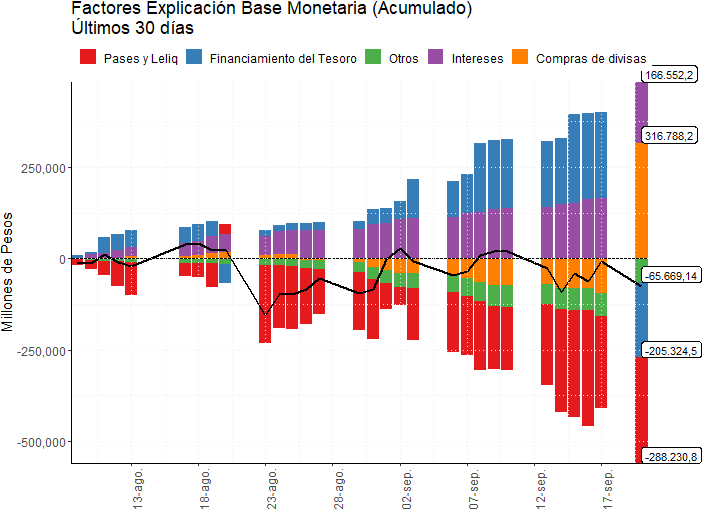 Factores Explicación Base Monetaria (Acumulado)
Últimos 30 días
Pases y Leliq
Financiamiento del Tesoro
Otros
Intereses
Compras de divisas
Millones de Pesos
250,000
0
-250,000
-500,000
166.552,2
316.788,2
-65.669,14
-205.324,5
-288.230,8
13-ago.
18-ago.
23-ago.
28-ago.
02-sep.
07-sep.
12-sep.
17-sep.